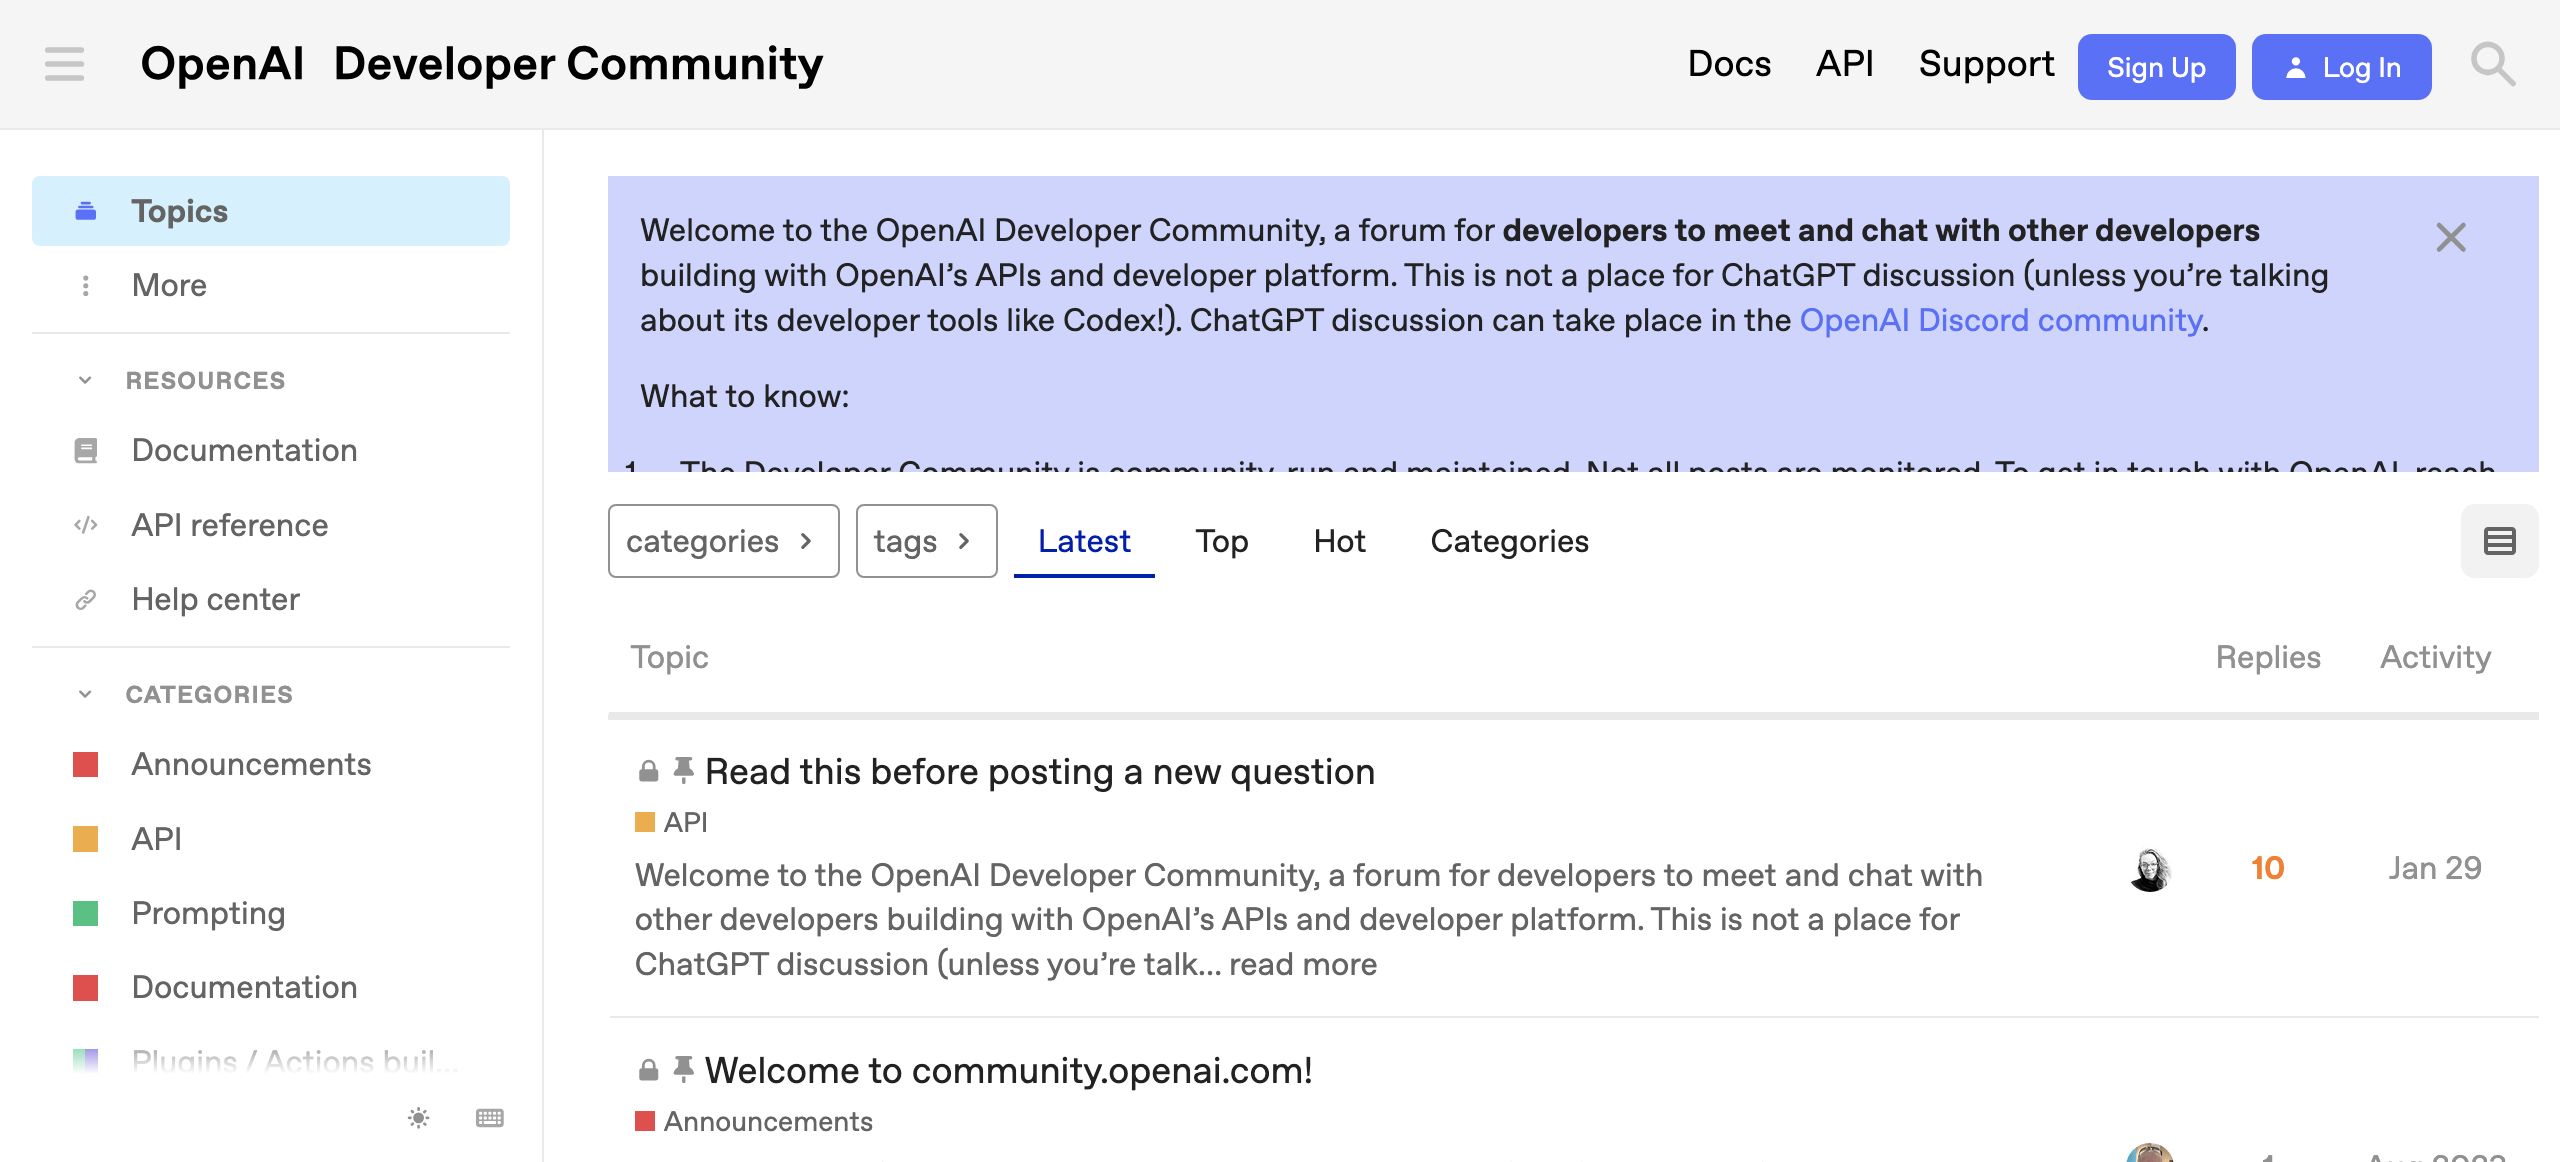 OpenAI Developer Community
Docs API Support Sign Up Log In
Topics
More
RESOURCES
Documentation
API reference
Help center
CATEGORIES
Announcements
API
Prompting
Documentation
Plugins / Actions buil...
Welcome to the OpenAI Developer Community, a forum for developers to meet and chat with other developers
building with OpenAI’s APIs and developer platform. This is not a place for ChatGPT discussion (unless you’re talking
about its developer tools like Codex!). ChatGPT discussion can take place in the OpenAI Discord community.
What to know:
1. The Developer Community is community-run and maintained. Not all posts are monitored. To get in touch with OpenAI, reach
categories tags Latest Top Hot Categories
Topic Replies Activity
Read this before posting a new question
API
Welcome to the OpenAI Developer Community, a forum for developers to meet and chat with
other developers building with OpenAI’s APIs and developer platform. This is not a place for
ChatGPT discussion (unless you’re talk... read more
10 Jan 29
Welcome to community.openai.com!
Announcements
1 Aug 2023